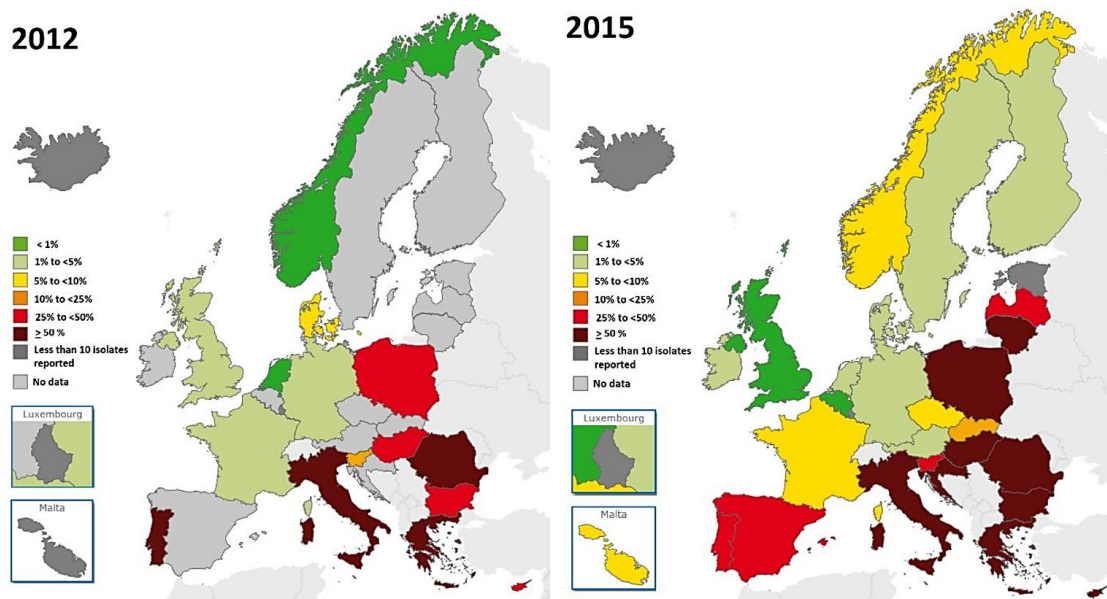 2012
< 1%
1% to <5%
5% to <10%
10% to <25%
25% to <50%
≥ 50 %
Less than 10 isolates
reported
No data
Luxembourg
Malta
2015
< 1%
1% to <5%
5% to <10%
10% to <25%
25% to <50%
≥ 50 %
Less than 10 isolates
reported
No data
Luxembourg
Malta